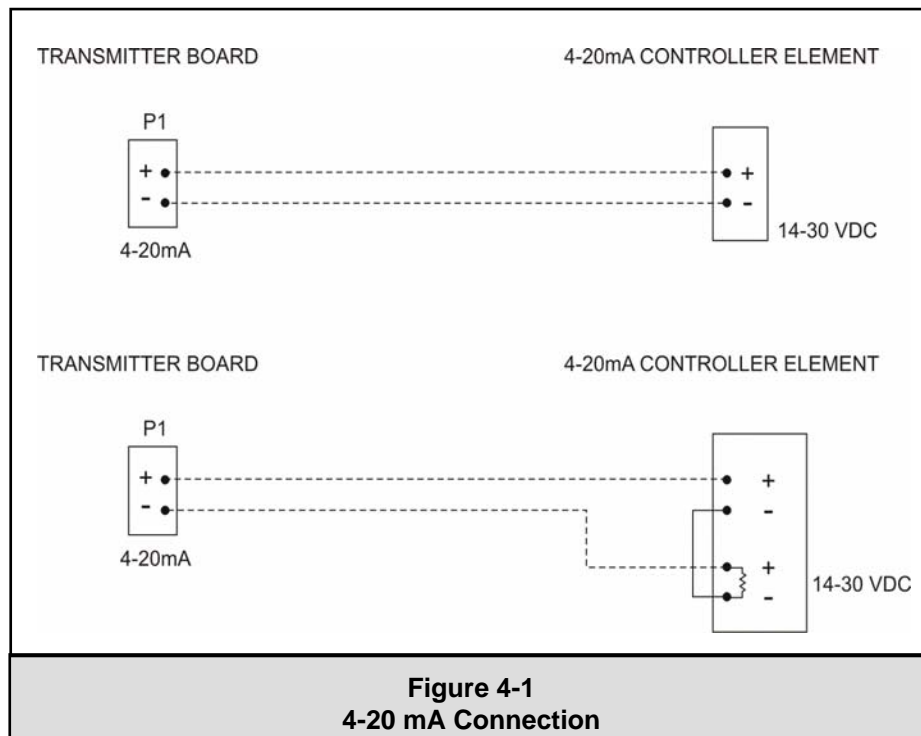 TRANSMITTER BOARD
4-20mA CONTROLLER ELEMENT
P1
+
-
4-20mA
+
-
14-30 VDC
TRANSMITTER BOARD
4-20mA CONTROLLER ELEMENT
P1
+
-
4-20mA
+
-
+
-
14-30 VDC
Figure 4-1
4-20 mA Connection